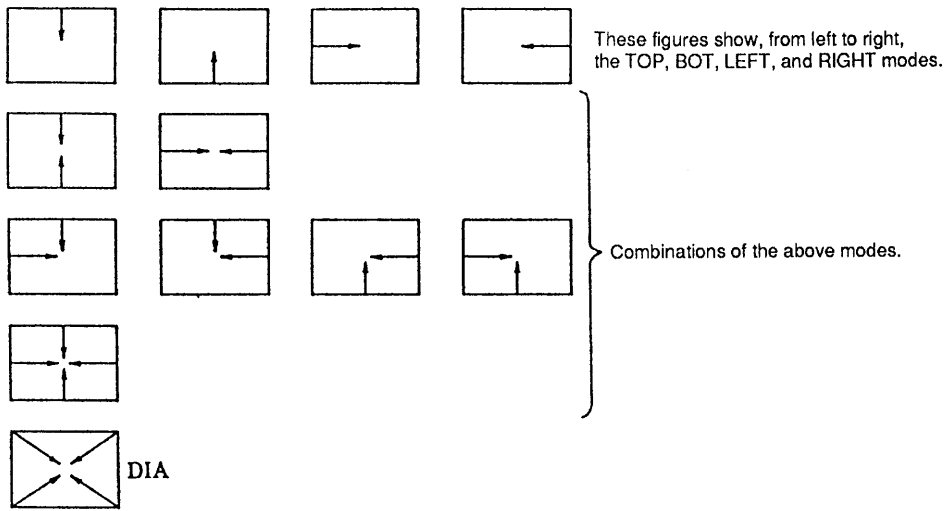 These figures show, from left to right,
the TOP, BOT, LEFT, and RIGHT modes.
Combinations of the above modes.
DIA